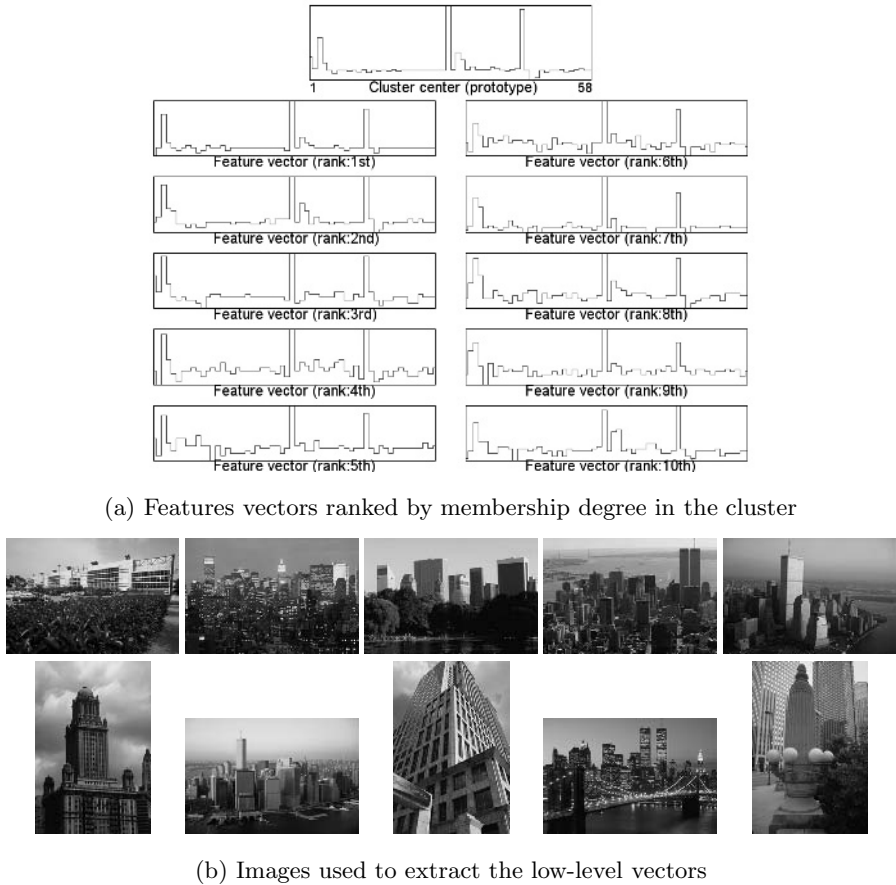 Cluster center (prototype)
1 58
Feature vector (rank:1st)
Feature vector (rank:2nd)
Feature vector (rank:3rd)
Feature vector (rank:4th)
Feature vector (rank:5th)
Feature vector (rank:6th)
Feature vector (rank:7th)
Feature vector (rank:8th)
Feature vector (rank:9th)
Feature vector (rank:10th)
(a) Features vectors ranked by membership degree in the cluster
(b) Images used to extract the low-level vectors